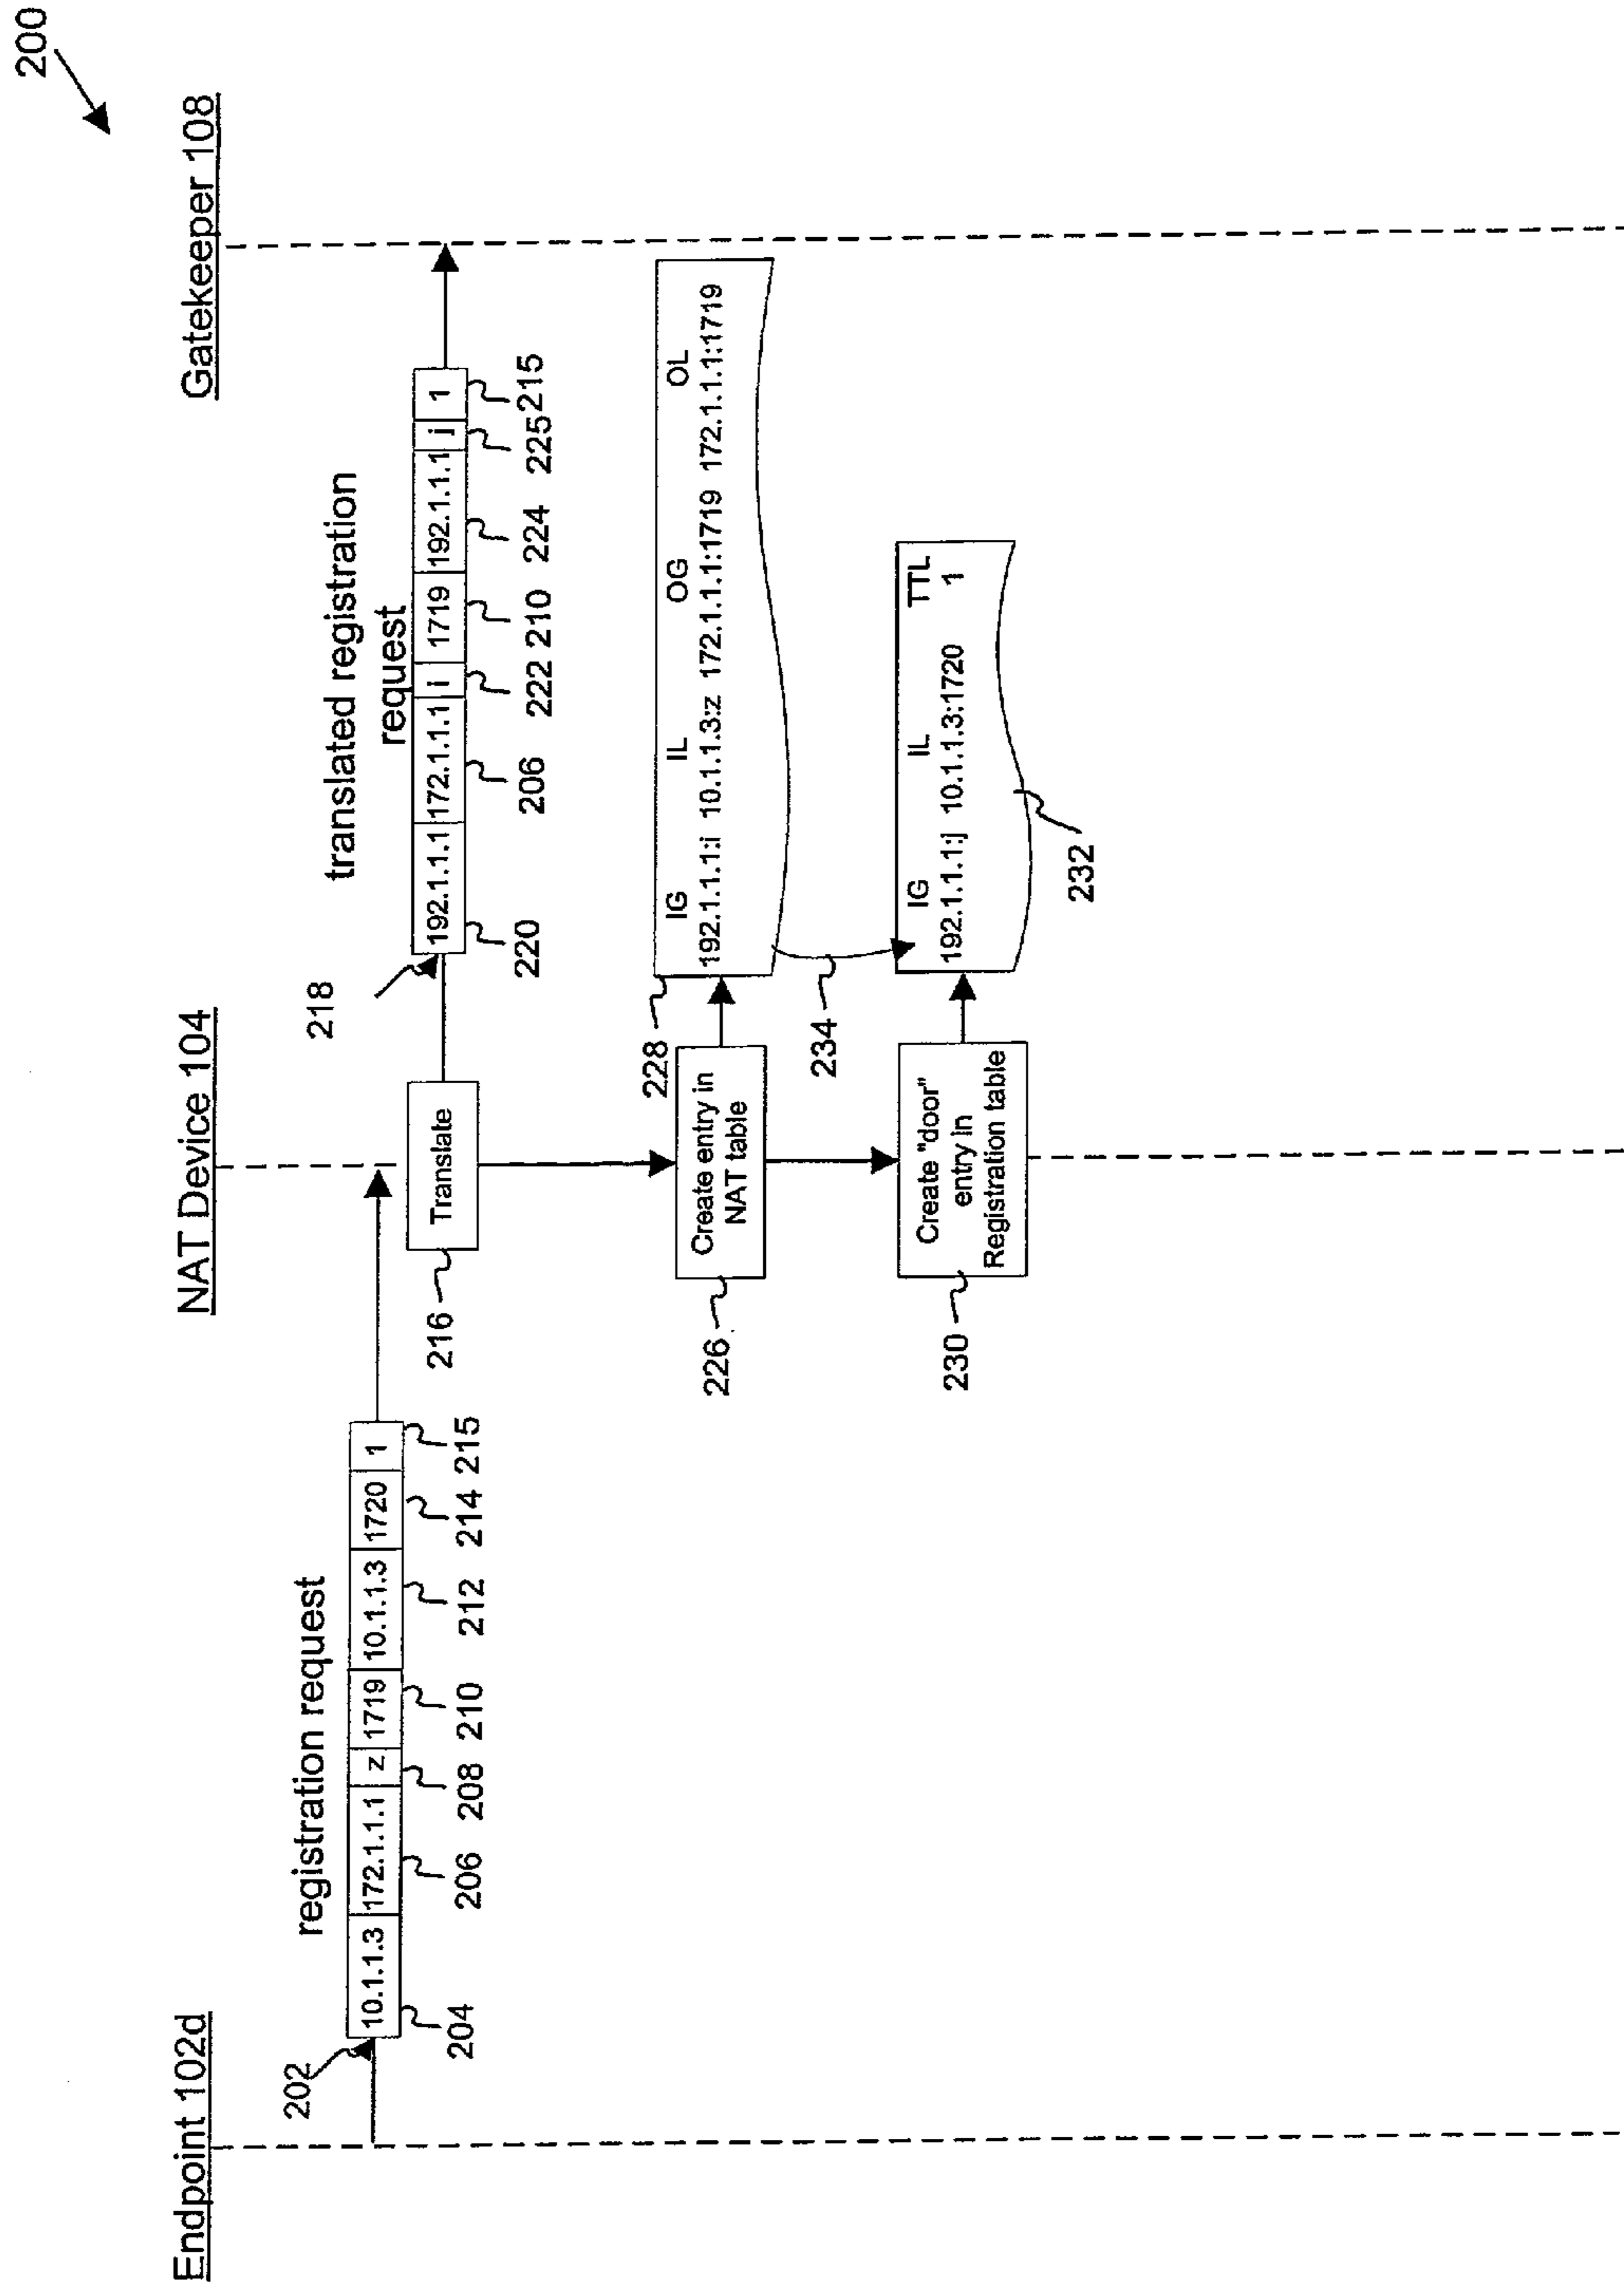 200
Endpoint 102d
NAT Device 104
Gatekeeper 108
registration request
202
10.1.1.3 172.1.1.1 z 1719 10.1.1.3 1720 1
204 206 208 210 212 214 215
translated registration
request
218
192.1.1.1 172.1.1.1 i 1719 192.1.1.1 j 1
220 206 222 210 224 225 215
216
Translate
226
Create entry in
NAT table
228
IG IL OG OL
192.1.1.1:i 10.1.1.3:z 172.1.1.1:1719 172.1.1.1:1719
234
230
Create "door"
entry in
Registration table
IG IL TTL
192.1.1.1:j 10.1.1.3:1720 1
232